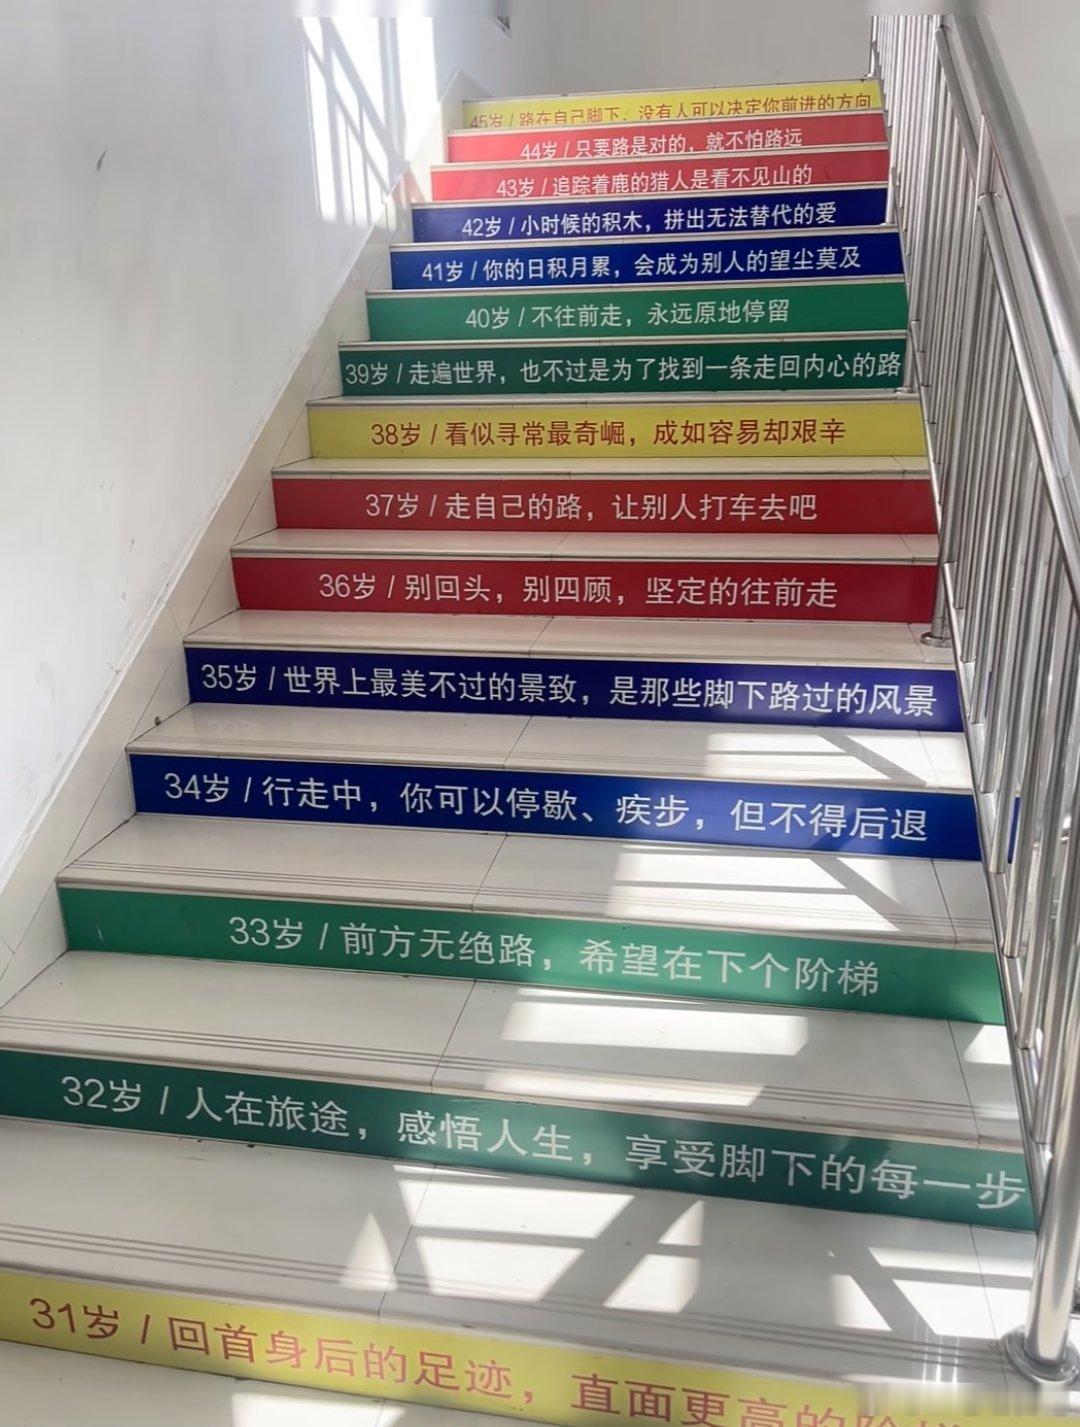 45岁 / 路在自己脚下，没有人可以决定你前进的方向
44岁 / 只要路是对的，就不怕路远
43岁 / 追踪着鹿的猎人是看不见山的
42岁 / 小时候的积木，拼出无法替代的爱
41岁 / 你的日积月累，会成为别人的望尘莫及
40岁 / 不往前走，永远原地停留
39岁 / 走遍世界，也不过是为了找到一条走回内心的路
38岁 / 看似寻常最奇崛，成如容易却艰辛
37岁 / 走自己的路，让别人打车去吧
36岁 / 别回头，别四顾，坚定的往前走
35岁 / 世界上最美不过的景致，是那些脚下路过的风景
34岁 / 行走中，你可以停歇、疾步，但不得后退
33岁 / 前方无绝路，希望在下个阶梯
32岁 / 人在旅途，感悟人生，享受脚下的每一步
31岁 / 回首身后的足迹，直面更高的